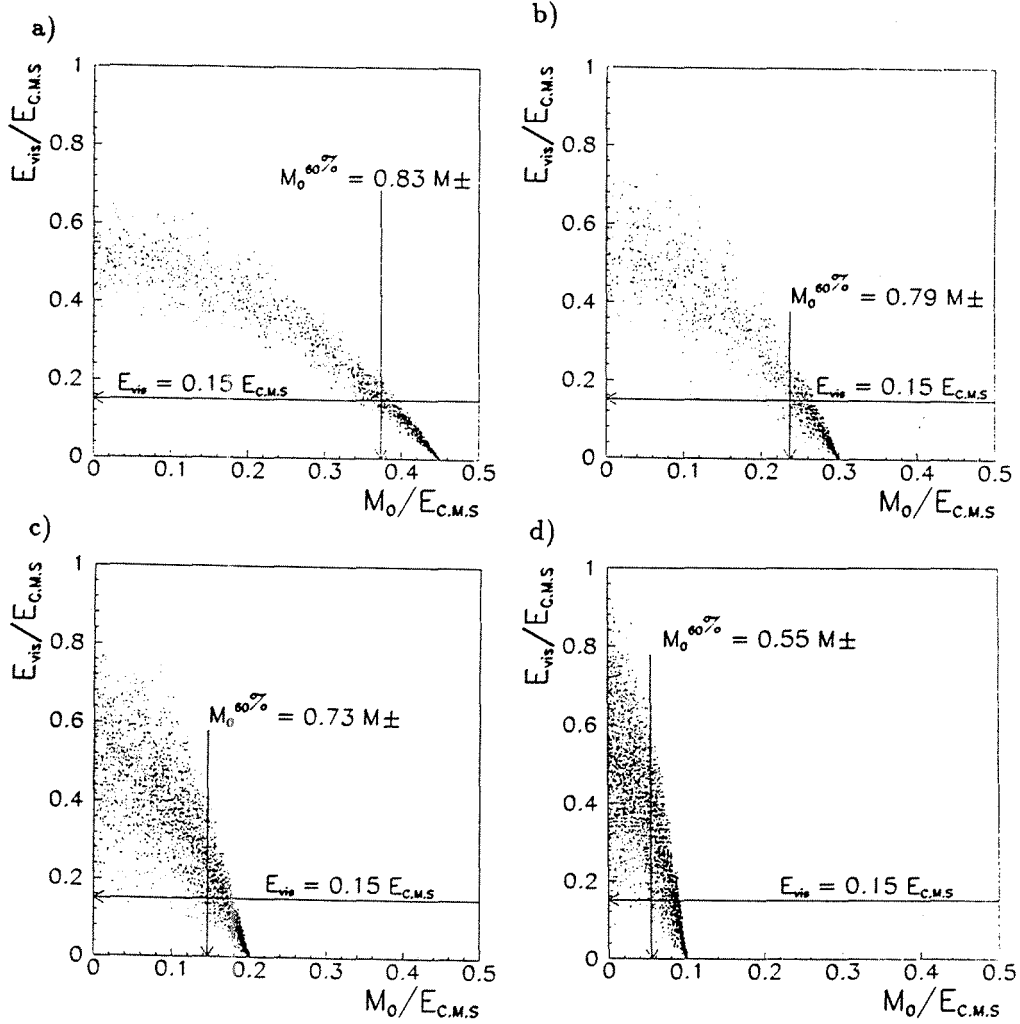 a)
E_vis/E_C.M.S
1
0.8
0.6
0.4
0.2
0
M_0^60% = 0.83 M±
E_vis = 0.15 E_C.M.S
0 0.1 0.2 0.3 0.4 0.5
M_0/E_C.M.S
b)
E_vis/E_C.M.S
1
0.8
0.6
0.4
0.2
0
M_0^60% = 0.79 M±
E_vis = 0.15 E_C.M.S
0 0.1 0.2 0.3 0.4 0.5
M_0/E_C.M.S
c)
E_vis/E_C.M.S
1
0.8
0.6
0.4
0.2
0
M_0^60% = 0.73 M±
E_vis = 0.15 E_C.M.S
0 0.1 0.2 0.3 0.4 0.5
M_0/E_C.M.S
d)
E_vis/E_C.M.S
1
0.8
0.6
0.4
0.2
0
M_0^60% = 0.55 M±
E_vis = 0.15 E_C.M.S
0 0.1 0.2 0.3 0.4 0.5
M_0/E_C.M.S